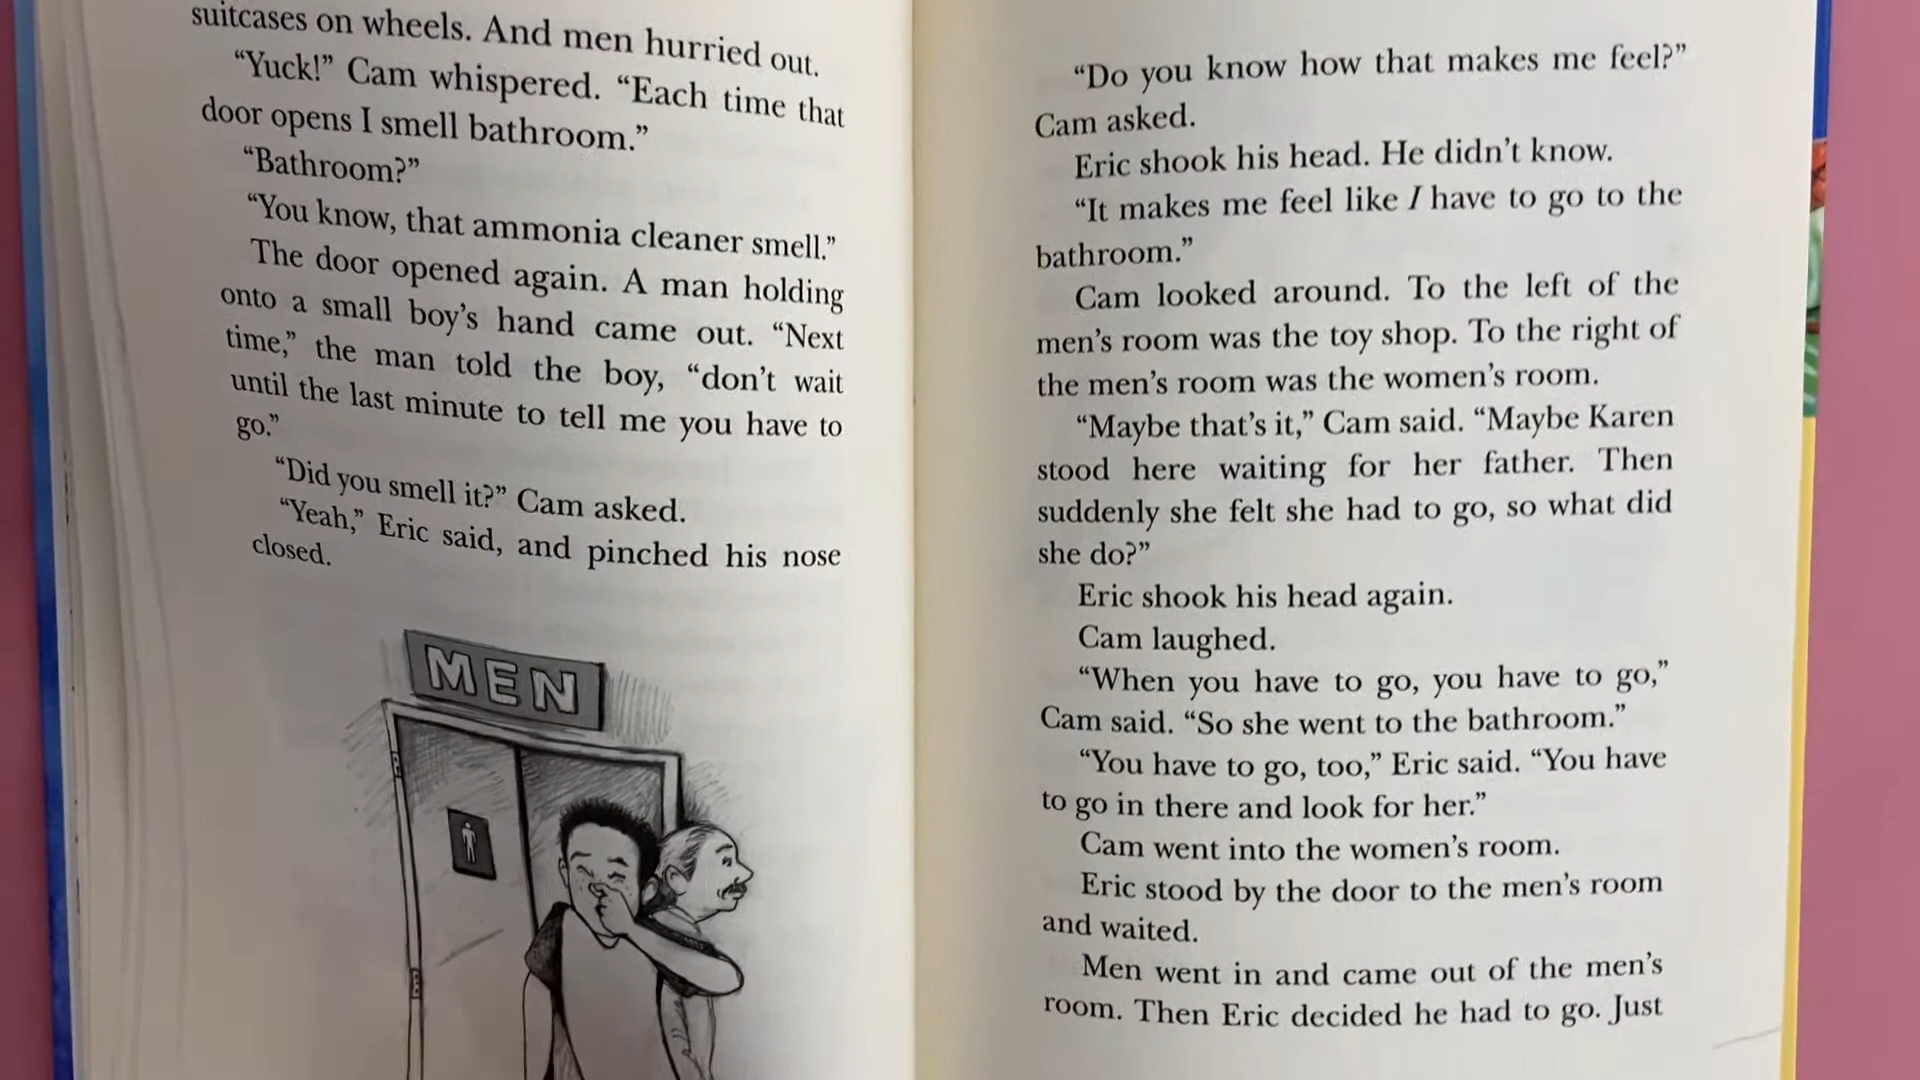 suitcases on wheels. And men hurried out.
“Yuck!” Cam whispered. “Each time that
door opens I smell bathroom.”
“Bathroom?”
“You know, that ammonia cleaner smell.”
The door opened again. A man holding
onto a small boy’s hand came out. “Next
time,” the man told the boy, “don’t wait
until the last minute to tell me you have to
go.”
“Did you smell it?” Cam asked.
“Yeah,” Eric said, and pinched his nose
closed.
MEN
“Do you know how that makes me feel?”
Cam asked.
Eric shook his head. He didn’t know.
“It makes me feel like I have to go to the
bathroom.”
Cam looked around. To the left of the
men’s room was the toy shop. To the right of
the men’s room was the women’s room.
“Maybe that’s it,” Cam said. “Maybe Karen
stood here waiting for her father. Then
suddenly she felt she had to go, so what did
she do?”
Eric shook his head again.
Cam laughed.
“When you have to go, you have to go,”
Cam said. “So she went to the bathroom.”
“You have to go, too,” Eric said. “You have
to go in there and look for her.”
Cam went into the women’s room.
Eric stood by the door to the men’s room
and waited.
Men went in and came out of the men’s
room. Then Eric decided he had to go. Just